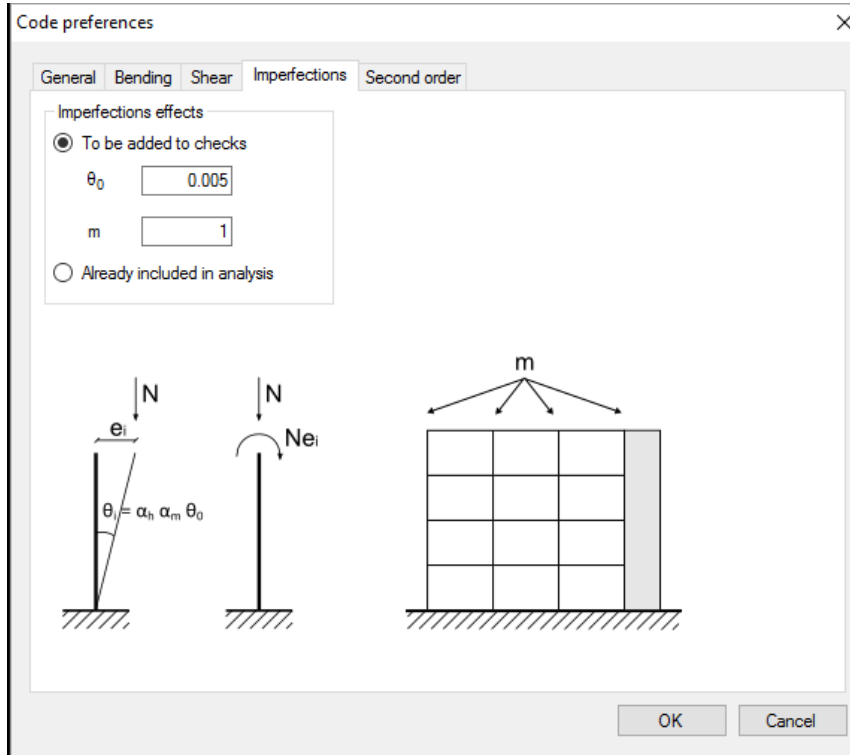 Code preferences
General Bending Shear Imperfections Second order
Imperfections effects
To be added to checks
θ₀ 0.005
m 1
Already included in analysis
m
N N
eᵢ Neᵢ
θᵢ = αₕ αₘ θ₀
OK Cancel